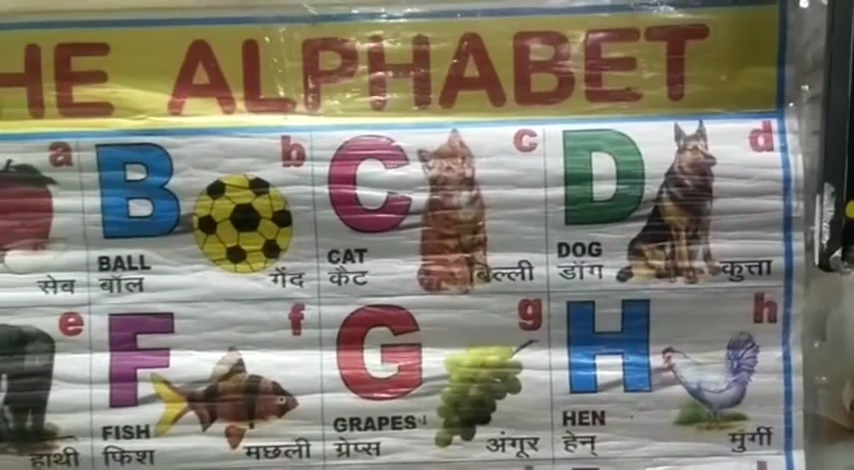 HE ALPHABET
a
सेब
B b
BALL
बॉल गेंद
C c
CAT
कैट बिल्ली
D d
DOG
डॉग कुत्ता
e
हाथी
F f
FISH
फिश मछली
G g
GRAPES
ग्रेप्स अंगूर
H h
HEN
हेन् मुर्गी